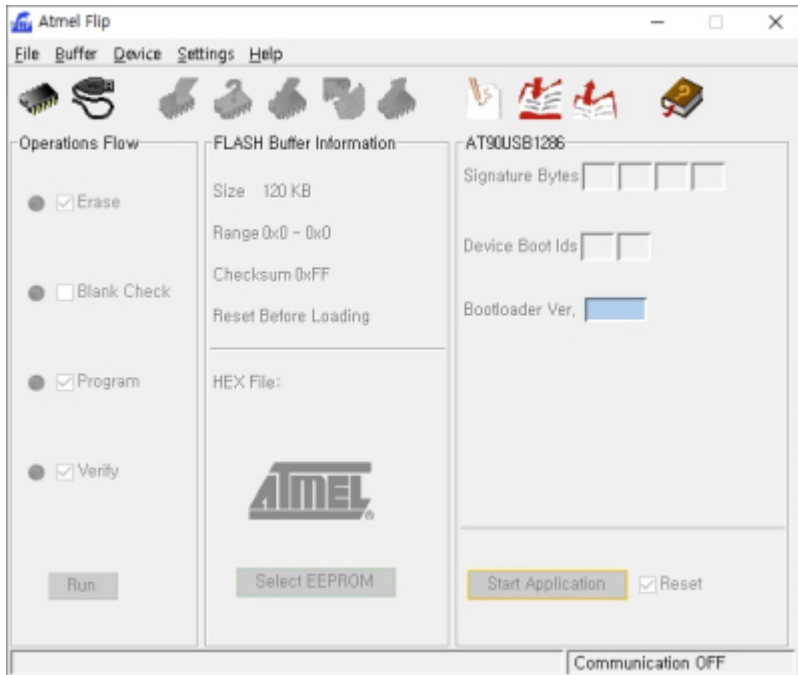 Atmel Flip
File Buffer Device Settings Help
Operations Flow
Erase
Blank Check
Program
Verify
Run
FLASH Buffer Information
Size 120 KB
Range 0x0 - 0x0
Checksum 0xFF
Reset Before Loading
HEX File:
ATMEL
Select EEPROM
AT90USB1286
Signature Bytes
Device Boot Ids
Bootloader Ver.
Start Application Reset
Communication OFF